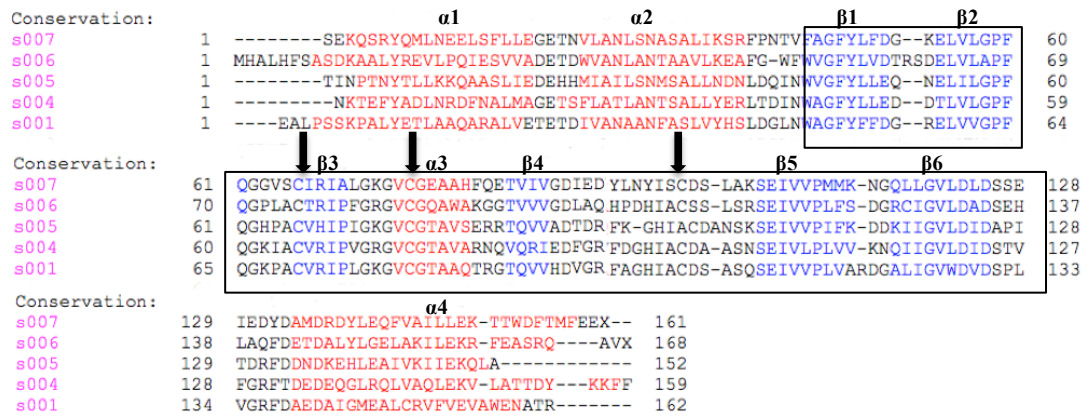 Conservation: α1 α2 β1 β2
s007 1 --------SEKQSRYQMLNEELSFLLEGETNVLANLSNASALIKSRFPNTVFAGFYLFDG--KELVLGPF 60
s006 1 MHALHFSASDKAALYREVLPQIESVVADETDWVANLANTAAVLKEAFG-WFWVGFYLVDTRSDELVLAPF 69
s005 1 --------TINPTNYTLLKKQAASLIEDEHHMIAILSNMSALLNDNLDQINWVGFYLLEQ--NELILGPF 60
s004 1 ---------NKTEFYADLNRDFNALMAGETSFLATLANTSALLYERLTDINWAGFYLLED--DTLVLGPF 59
s001 1 ----EALPSSKPALYETLAAQARALVETETDIVANAANFASLVYHSLDGLNWAGFYFFDG--RELVVGPF 64
Conservation: β3 α3 β4 β5 β6
s007 61 QGGVSCIRIALGKGVCGEAAHFQETVIVGDIED YLNYISCDS-LAKSEIVVPMMK-NGQLLGVLDLDSSE 128
s006 70 QGPLACTRIPFGRGVCGQAWAKGGTVVVGDLAQ HPDHIACSS-SLSRSEIVVPLFS-DGRCIGVLDADSEH 137
s005 61 QGHPACVHIPIGKGVCGTAVSERRTQVVADTDR FK-GHIACDANSKSEIVVPIFK-DDKIIGVLDIDAPI 128
s004 60 QGKIACVRIPVGRGVCGTAVARNQVQRIEDFGR FDGHIACDA-ASNSEIVLPLVV-KNQIIGVLDIDSTV 127
s001 65 QGKPACVRIPLGKGVCGTAAQTRGTQVVHDVGR FAGHIACDS-ASQSEIVVPLVARDGALIGVWDVDSPL 133
Conservation: α4
s007 129 IEDYDAMDRDYLEQFVAILLEK-TTWDFTMFEEX-- 161
s006 138 LAQFDETDALYLGELAKILEKR-FEASRQ----AVX 168
s005 129 TDRFDDNDKEHLEAIVKIIEKQLA------------ 152
s004 128 FGRFTDEDEQGLRQLVAQLEKV-LATTDY---KKFF 159
s001 134 VGRFDAEDAIGMEALCRVFVEVAWENATR------- 162